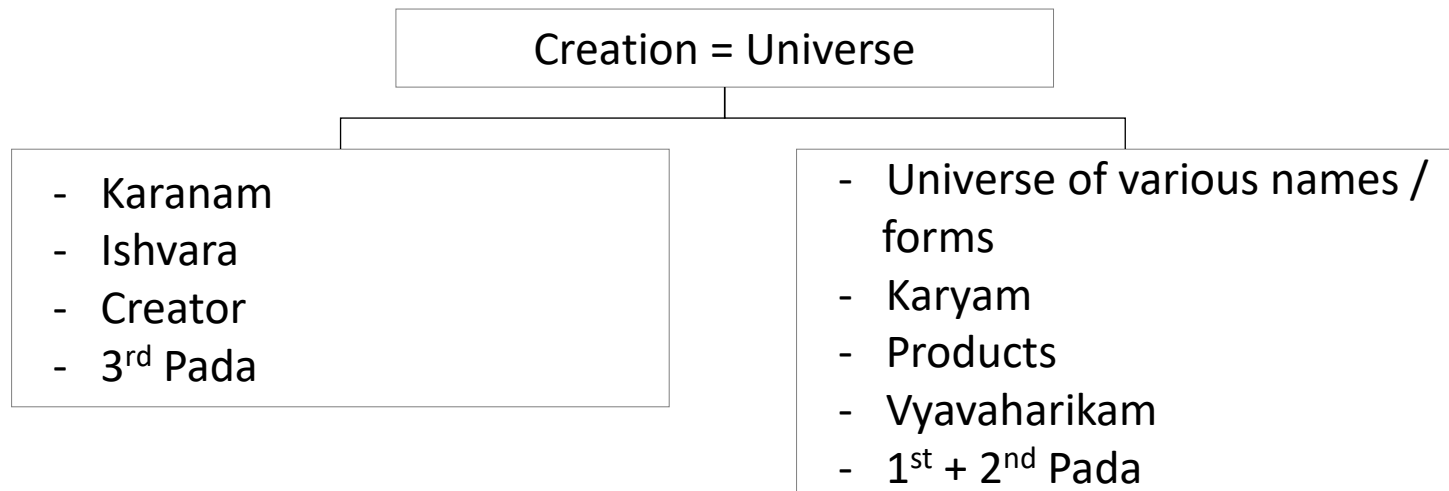 Creation = Universe
- Karanam
- Ishvara
- Creator
- 3rd Pada
- Universe of various names /
forms
- Karyam
- Products
- Vyavaharikam
- 1st + 2nd Pada